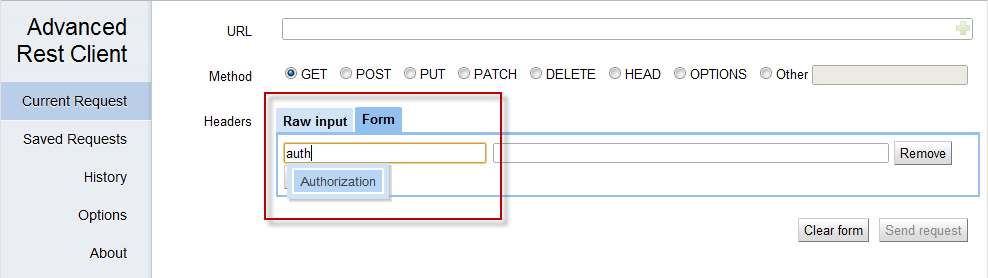 Advanced
Rest Client
Current Request
Saved Requests
History
Options
About
URL
Method
GET POST PUT PATCH DELETE HEAD OPTIONS Other
Headers
Raw input Form
auth
Remove
Authorization
Clear form Send request